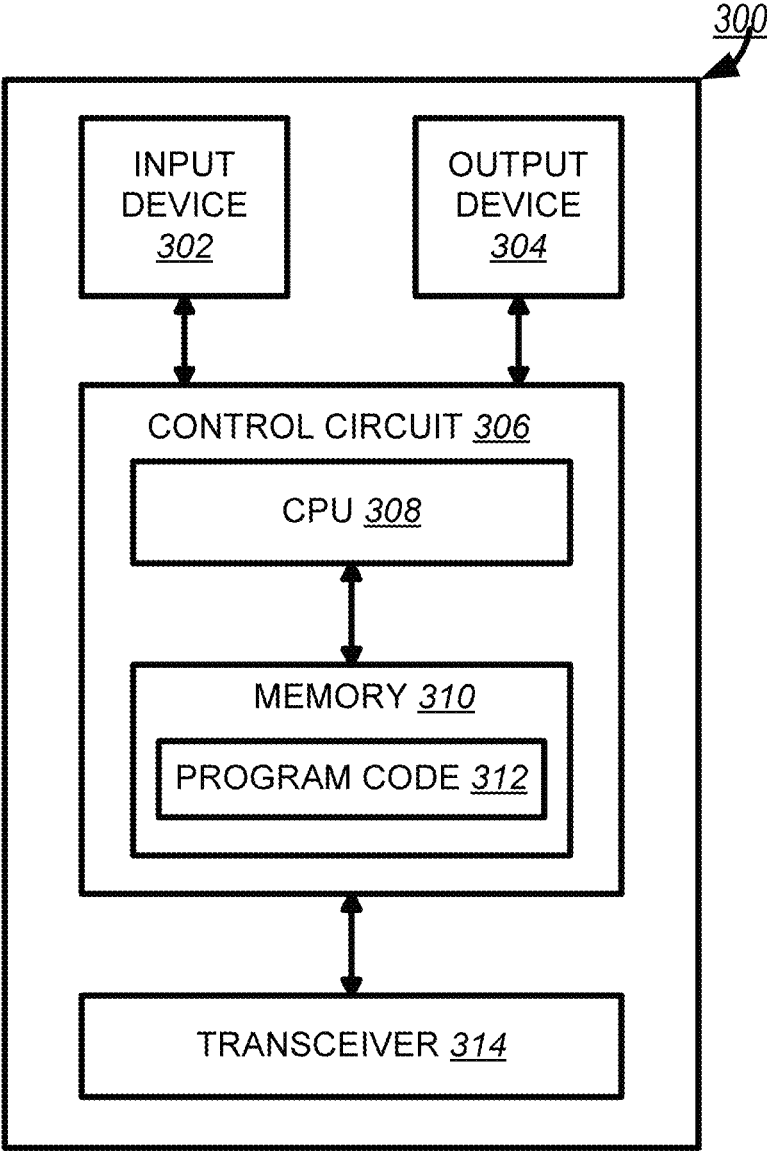 300
INPUT
DEVICE
302
OUTPUT
DEVICE
304
CONTROL CIRCUIT 306
CPU 308
MEMORY 310
PROGRAM CODE 312
TRANSCEIVER 314